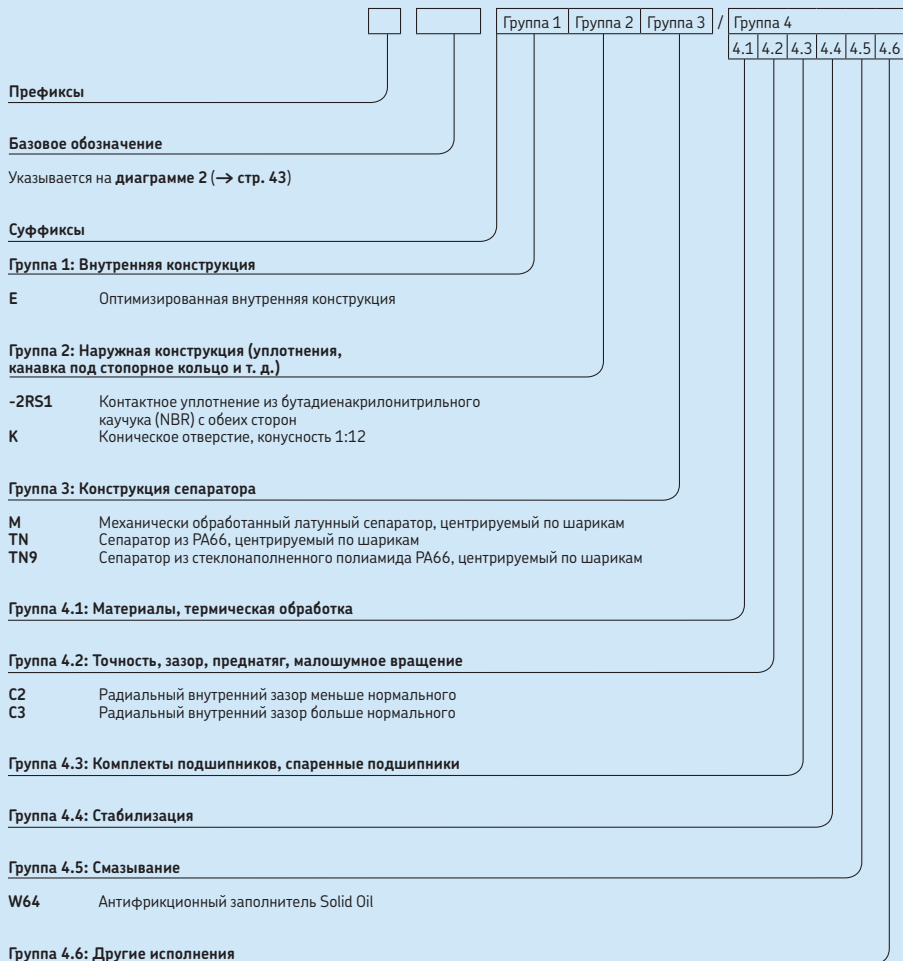 Группа 1 Группа 2 Группа 3 / Группа 4
4.1 4.2 4.3 4.4 4.5 4.6
Префиксы
Базовое обозначение
Указывается на диаграмме 2 (→ стр. 43)
Суффиксы
Группа 1: Внутренняя конструкция
E Оптимизированная внутренняя конструкция
Группа 2: Наружная конструкция (уплотнения,
канавка под стопорное кольцо и т. д.)
-2RS1 Контактное уплотнение из бутадиенакрилонитрильного
каучука (NBR) с обеих сторон
K Коническое отверстие, конусность 1:12
Группа 3: Конструкция сепаратора
M Механически обработанный латунный сепаратор, центрируемый по шарикам
TN Сепаратор из PA66, центрируемый по шарикам
TN9 Сепаратор из стеклонаполненного полиамида PA66, центрируемый по шарикам
Группа 4.1: Материалы, термическая обработка
Группа 4.2: Точность, зазор, преднатяг, малошумное вращение
C2 Радиальный внутренний зазор меньше нормального
C3 Радиальный внутренний зазор больше нормального
Группа 4.3: Комплекты подшипников, спаренные подшипники
Группа 4.4: Стабилизация
Группа 4.5: Смазывание
W64 Антифрикционный заполнитель Solid Oil
Группа 4.6: Другие исполнения